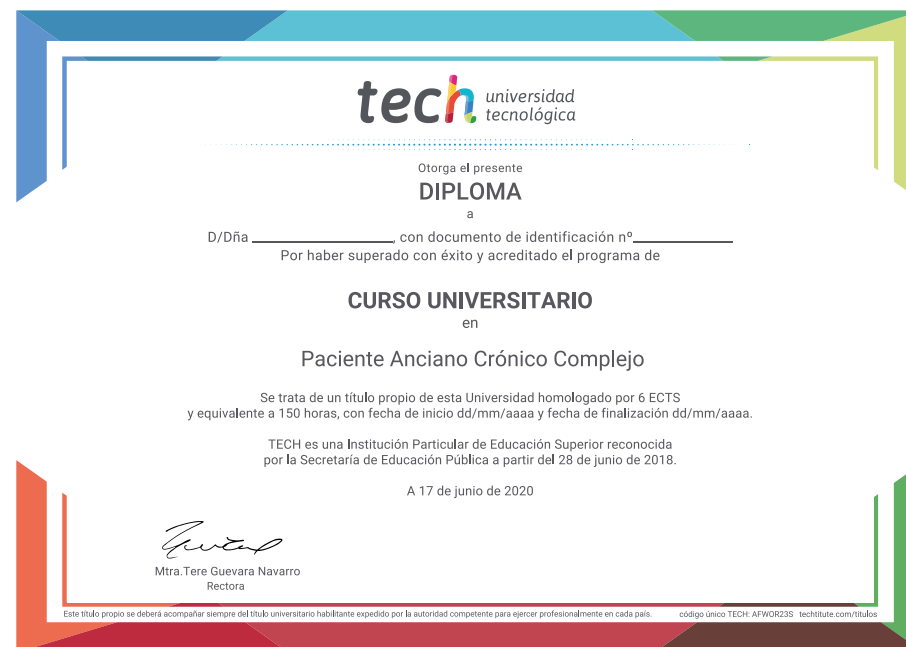 tech universidad
tecnológica
Otorga el presente
DIPLOMA
a
D/Dña ____________________, con documento de identificación nº______________
Por haber superado con éxito y acreditado el programa de
CURSO UNIVERSITARIO
en
Paciente Anciano Crónico Complejo
Se trata de un título propio de esta Universidad homologado por 6 ECTS
y equivalente a 150 horas, con fecha de inicio dd/mm/aaaa y fecha de finalización dd/mm/aaaa.
TECH es una Institución Particular de Educación Superior reconocida
por la Secretaría de Educación Pública a partir del 28 de junio de 2018.
A 17 de junio de 2020
Mtra.Tere Guevara Navarro
Rectora
Este título propio se deberá acompañar siempre del título universitario habilitante expedido por la autoridad competente para ejercer profesionalmente en cada país. código único TECH: AFWOR23S techtitute.com/títulos